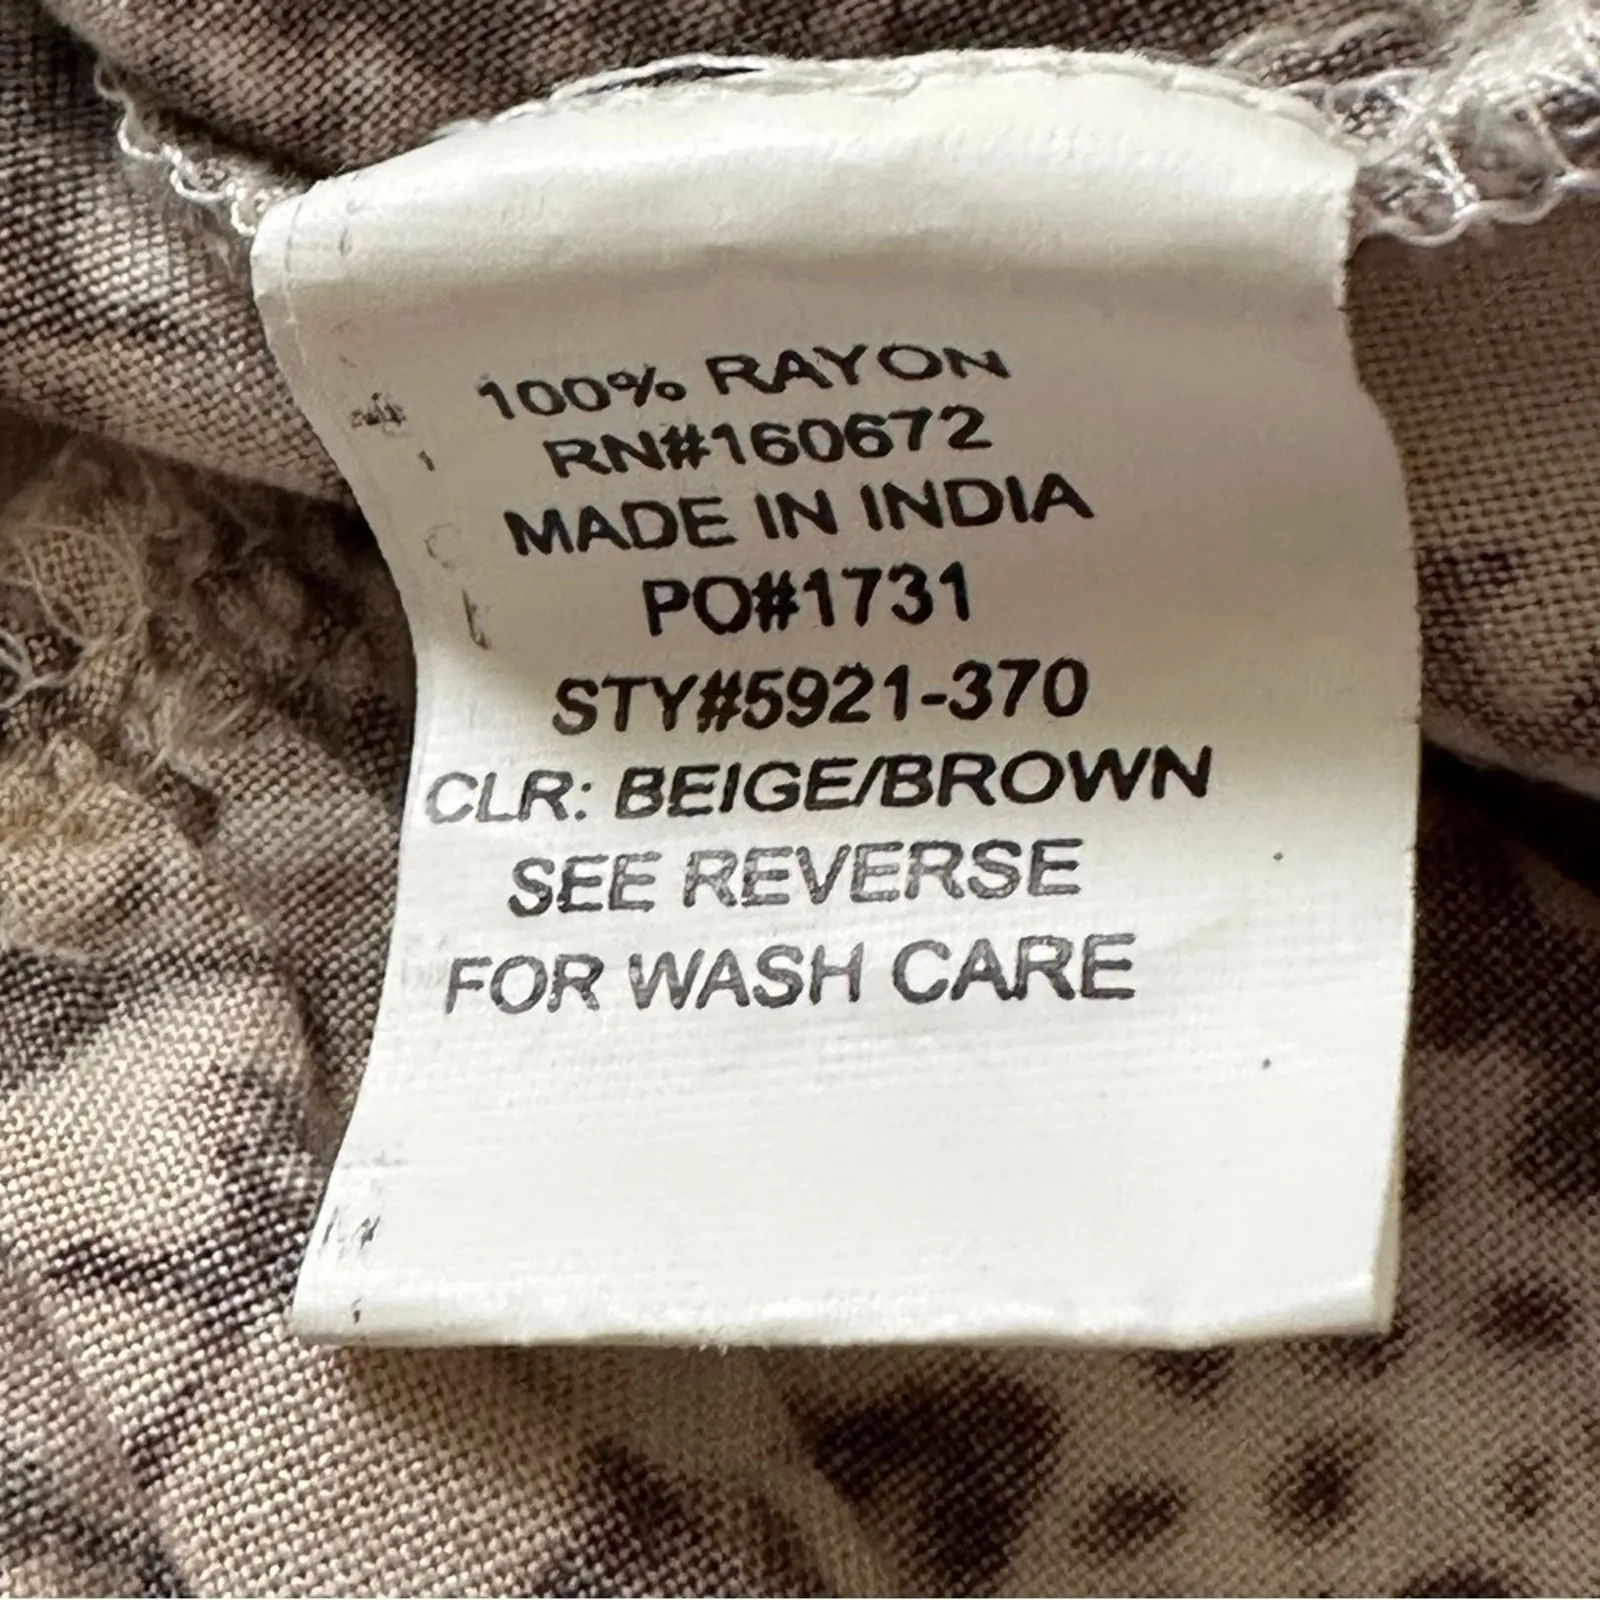 100% RAYON
RN#160672
MADE IN INDIA
PO#1731
STY#5921-370
CLR: BEIGE/BROWN
SEE REVERSE
FOR WASH CARE